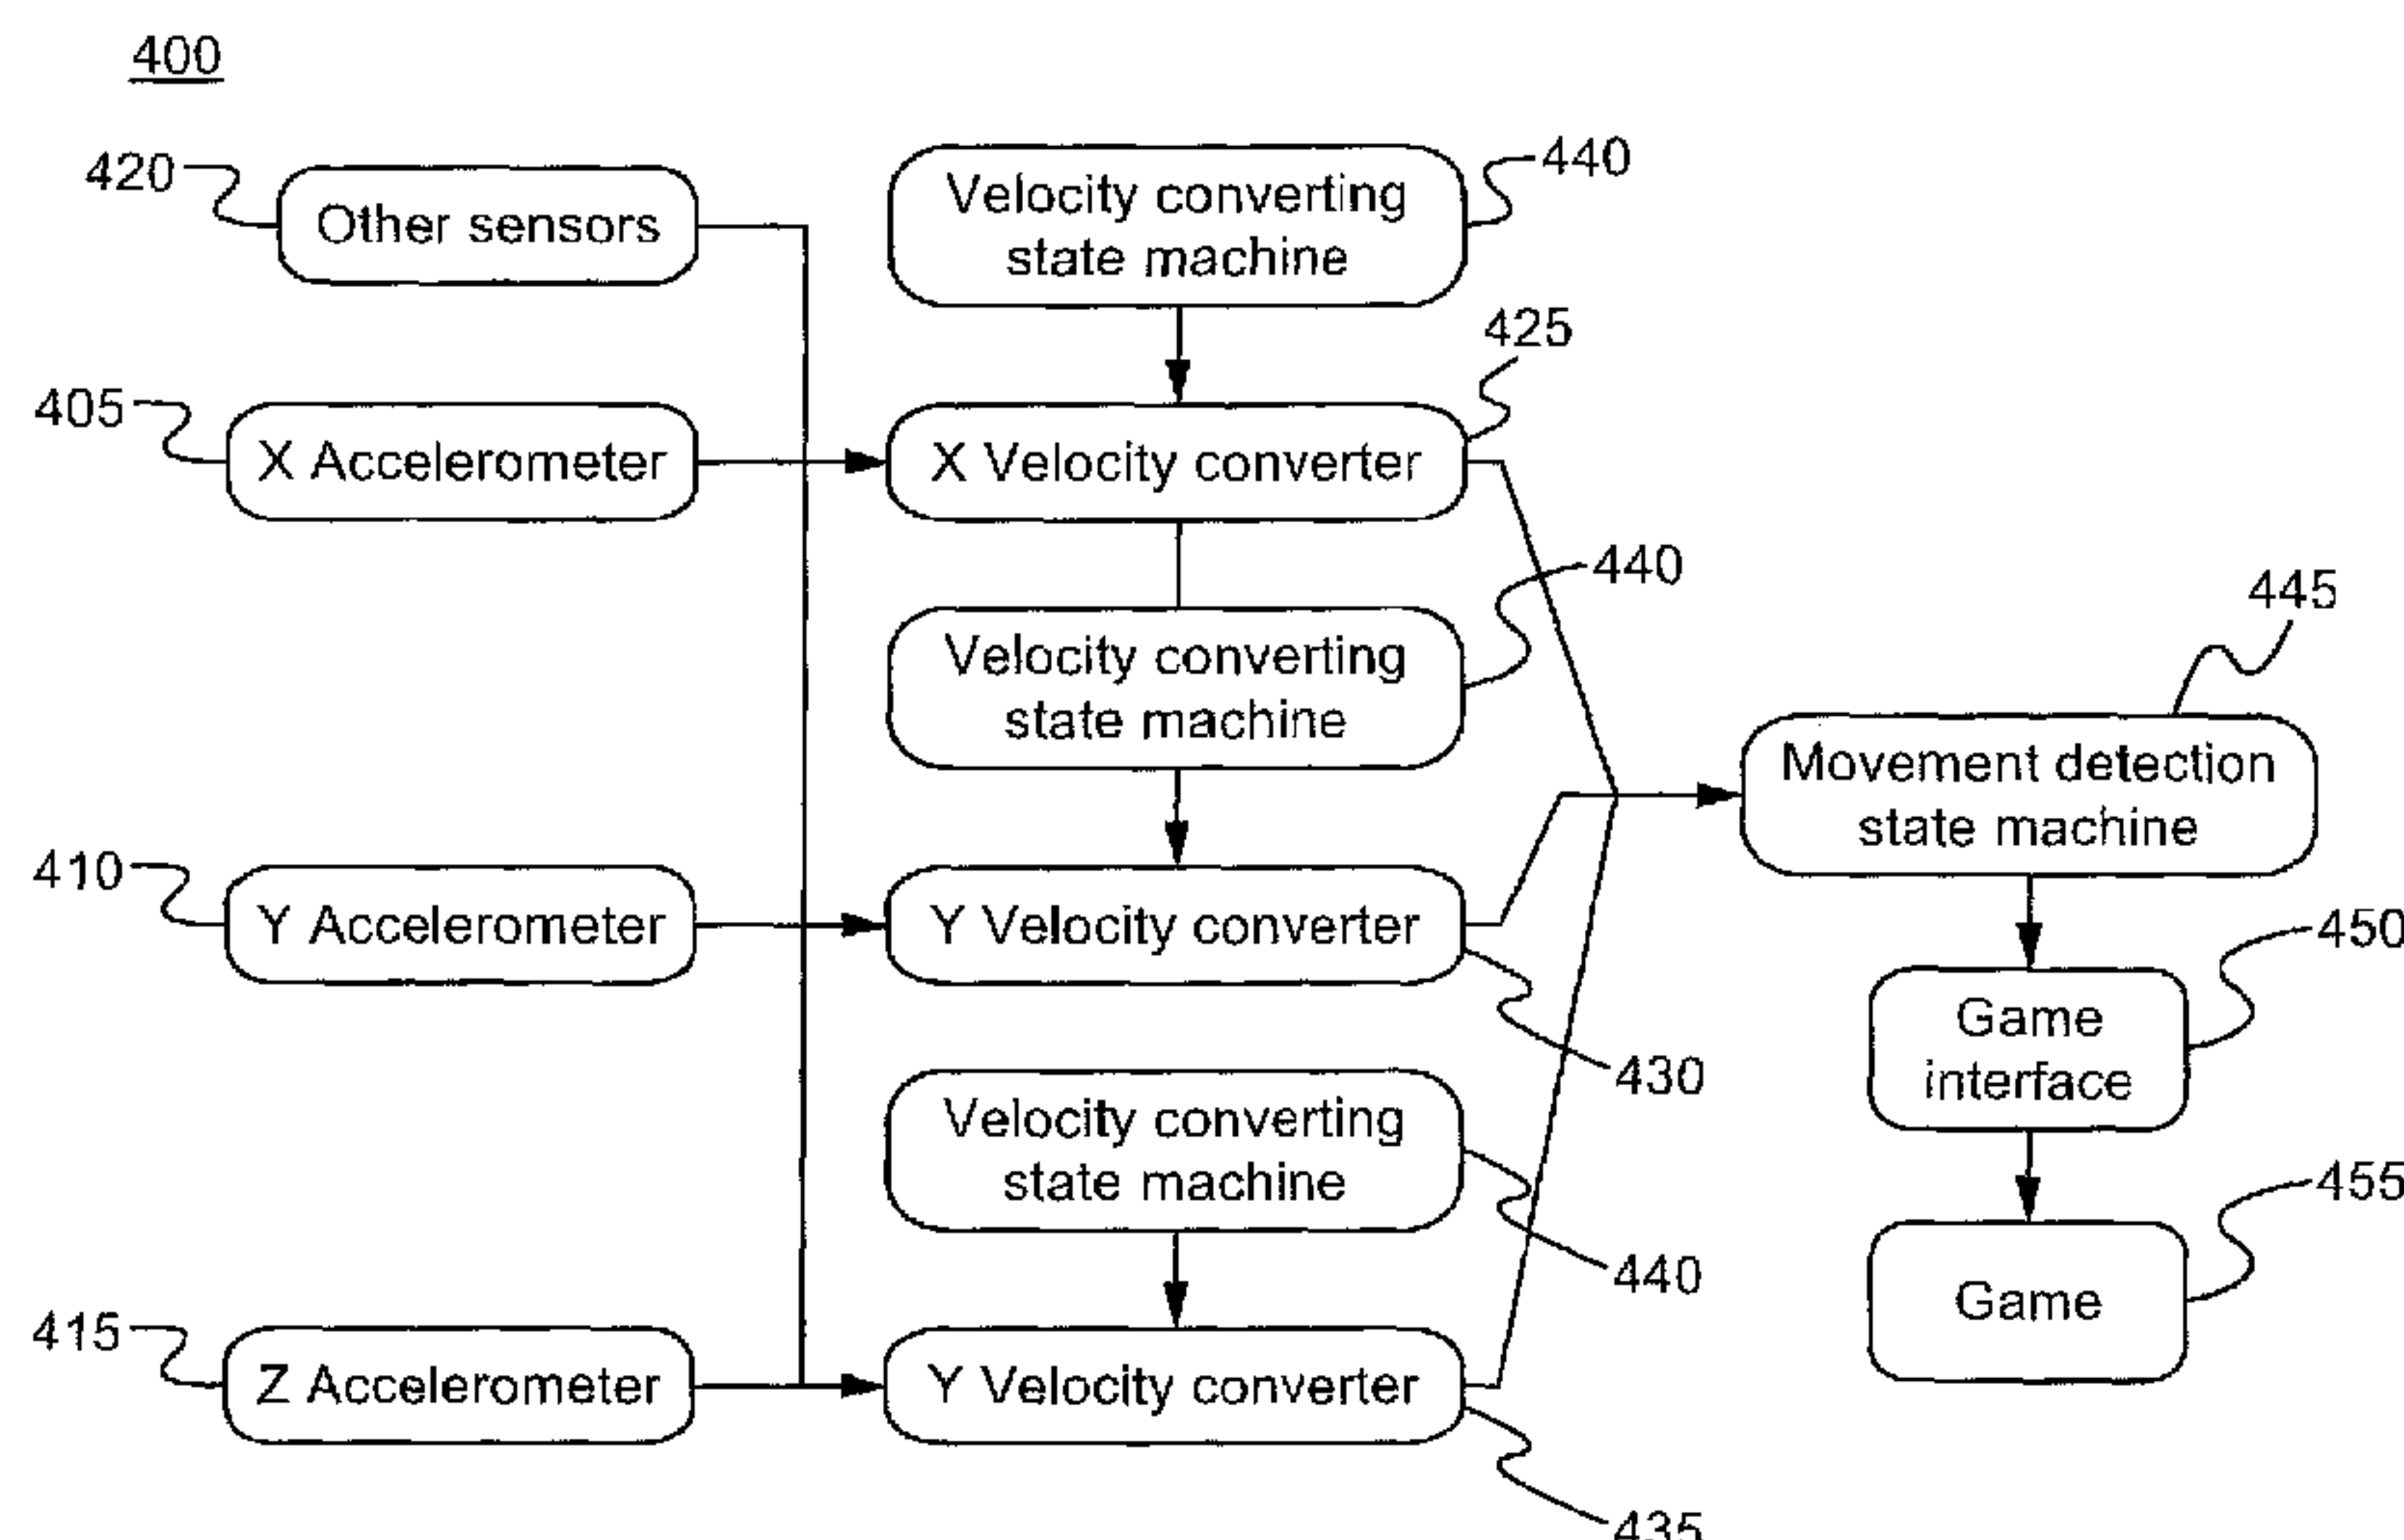 400
420
Other sensors
Velocity converting
state machine
440
425
405
X Accelerometer
X Velocity converter
440
Velocity converting
state machine
445
Movement detection
state machine
410
Y Accelerometer
Y Velocity converter
430
450
Game
interface
Velocity converting
state machine
440
455
Game
415
Z Accelerometer
Y Velocity converter
435